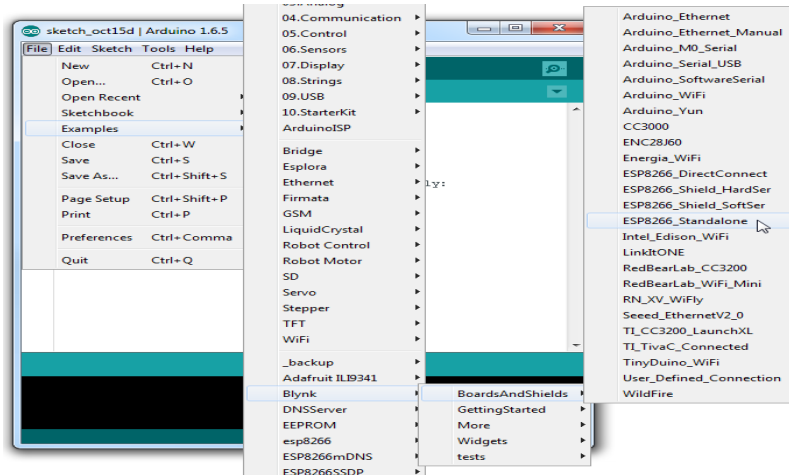 sketch_oct15d | Arduino 1.6.5
File Edit Sketch Tools Help
New Ctrl+N
Open... Ctrl+O
Open Recent
Sketchbook
Examples
Close Ctrl+W
Save Ctrl+S
Save As... Ctrl+Shift+S
Page Setup Ctrl+Shift+P
Print Ctrl+P
Preferences Ctrl+Comma
Quit Ctrl+Q
ly:
03.Analog
04.Communication
05.Control
06.Sensors
07.Display
08.Strings
09.USB
10.StarterKit
ArduinoISP
Bridge
Esplora
Ethernet
Firmata
GSM
LiquidCrystal
Robot Control
Robot Motor
SD
Servo
Stepper
TFT
WiFi
_backup
Adafruit ILI9341
Blynk
DNSServer
EEPROM
esp8266
ESP8266mDNS
ESP8266SSDP
BoardsAndShields
GettingStarted
More
Widgets
tests
Arduino_Ethernet
Arduino_Ethernet_Manual
Arduino_M0_Serial
Arduino_Serial_USB
Arduino_SoftwareSerial
Arduino_WiFi
Arduino_Yun
CC3000
ENC28J60
Energia_WiFi
ESP8266_DirectConnect
ESP8266_Shield_HardSer
ESP8266_Shield_SoftSer
ESP8266_Standalone
Intel_Edison_WiFi
LinkItONE
RedBearLab_CC3200
RedBearLab_WiFi_Mini
RN_XV_WiFly
Seeed_EthernetV2_0
TI_CC3200_LaunchXL
TI_TivaC_Connected
TinyDuino_WiFi
User_Defined_Connection
WildFire